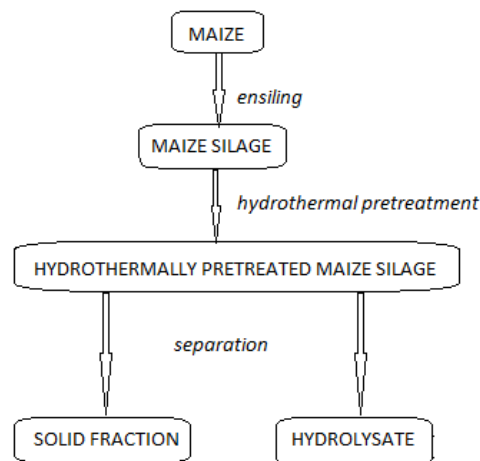 MAIZE
ensiling
MAIZE SILAGE
hydrothermal pretreatment
HYDROTHERMALLY PRETREATED MAIZE SILAGE
separation
SOLID FRACTION
HYDROLYSATE